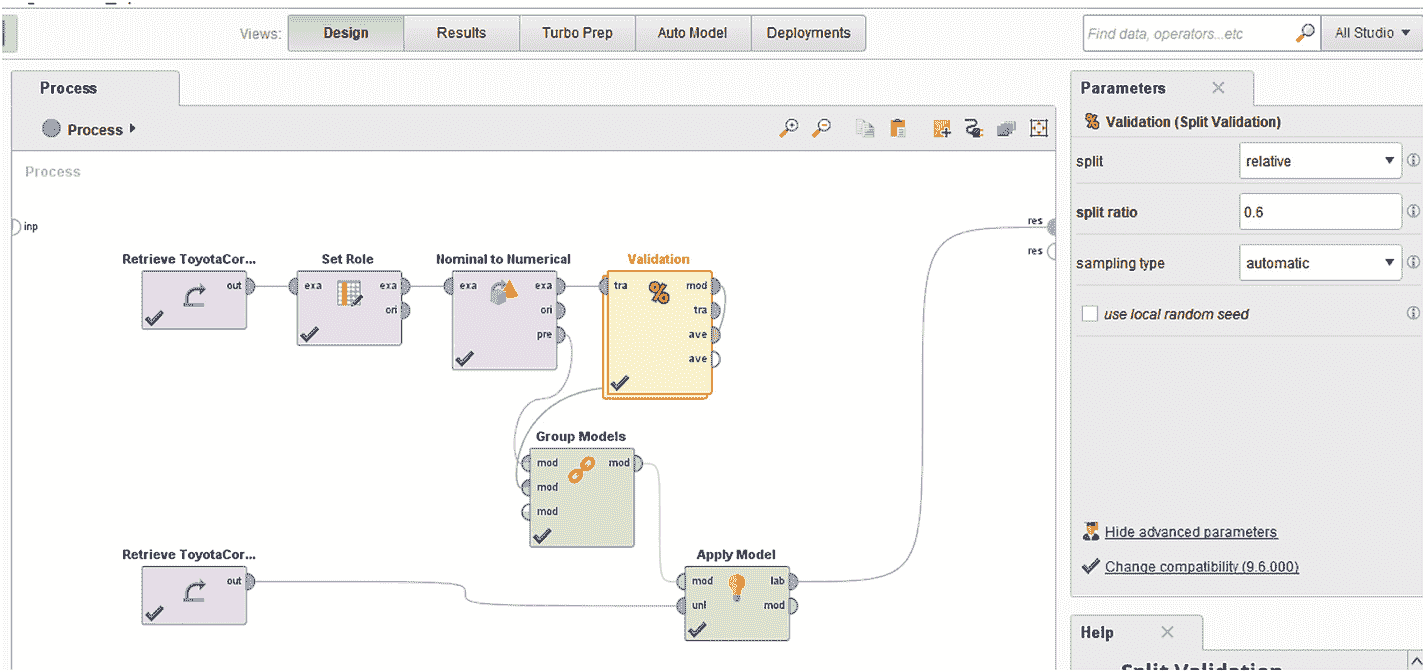 Views:
Design
Results
Turbo Prep
Auto Model
Deployments
Find data, operators...etc
All Studio
Process
Process
Process
inp
res
res
Retrieve ToyotaCor...
out
Set Role
exa
exa
ori
Nominal to Numerical
exa
exa
ori
pre
Validation
tra
mod
tra
ave
ave
Group Models
mod
mod
mod
mod
Retrieve ToyotaCor...
out
Apply Model
mod
lab
unl
mod
Parameters
Validation (Split Validation)
split
relative
split ratio
0.6
sampling type
automatic
use local random seed
Hide advanced parameters
Change compatibility (9.6.000)
Help
Split Validation